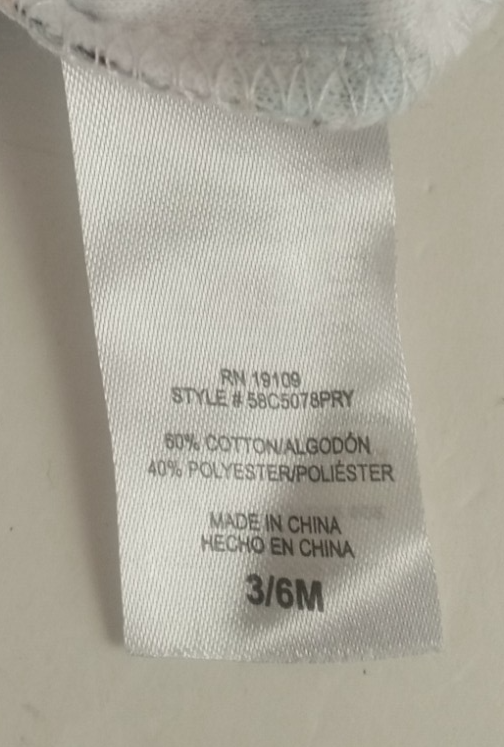 RN 19109
STYLE # 58C5078PRY
60% COTTON/ALGODÓN
40% POLYESTER/POLIÉSTER
MADE IN CHINA
HECHO EN CHINA
3/6M